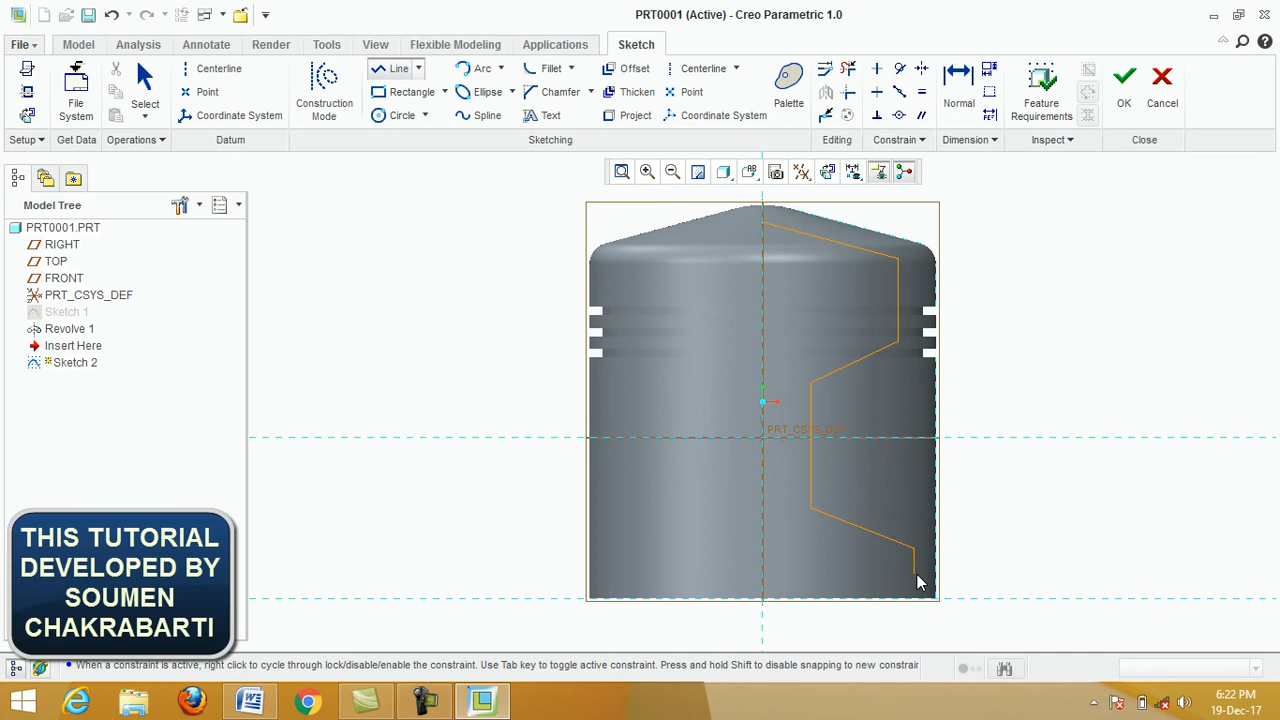 PRT0001 (Active) - Creo Parametric 1.0
File Model Analysis Annotate Render Tools View Flexible Modeling Applications Sketch
Centerline Line Arc Fillet Offset Centerline
File System Select Point Construction Mode Rectangle Ellipse Chamfer Thicken Point Palette Normal Feature Requirements OK Cancel
Coordinate System Circle Spline Text Project Coordinate System
Setup Get Data Operations Datum Sketching Editing Constrain Dimension Inspect Close
Model Tree
PRT0001.PRT
RIGHT
TOP
FRONT
PRT_CSYS_DEF
Sketch 1
Revolve 1
Insert Here
Sketch 2
PRT_CSYS_DEF
THIS TUTORIAL
DEVELOPED BY
SOUMEN
CHAKRABARTI
When a constraint is active, right click to cycle through lock/disable/enable the constraint. Use Tab key to toggle active constraint. Press and hold Shift to disable snapping to new constrair
6:22 PM
19-Dec-17